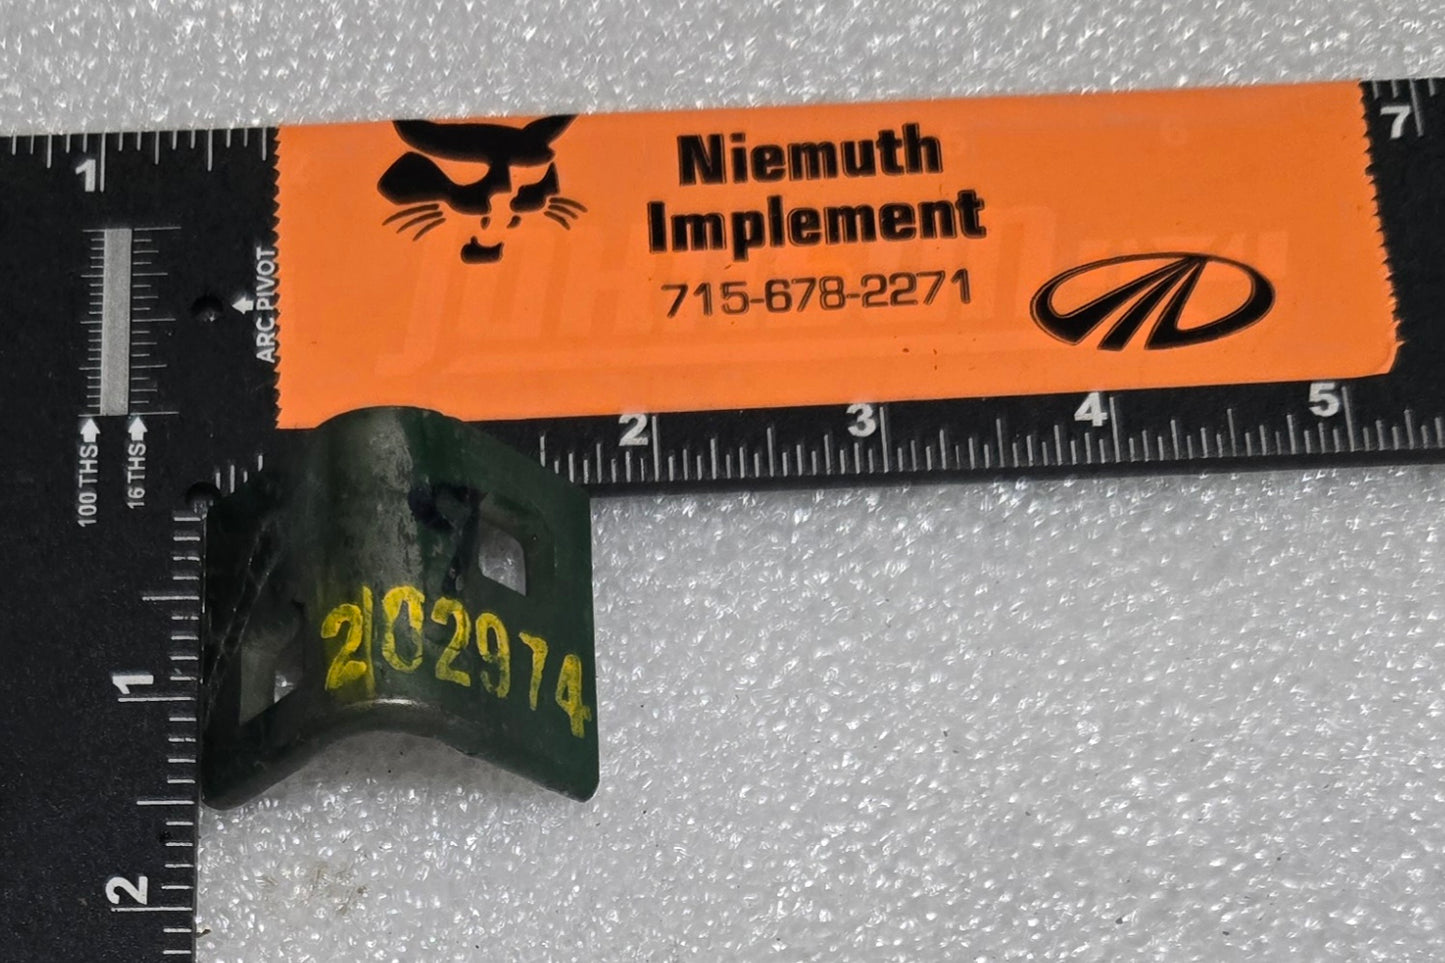 1
7
Niemuth
Implement
715-678-2271
ARC PIVOT
100 THS
16 THS
2 3 4 5
2102974
1
2